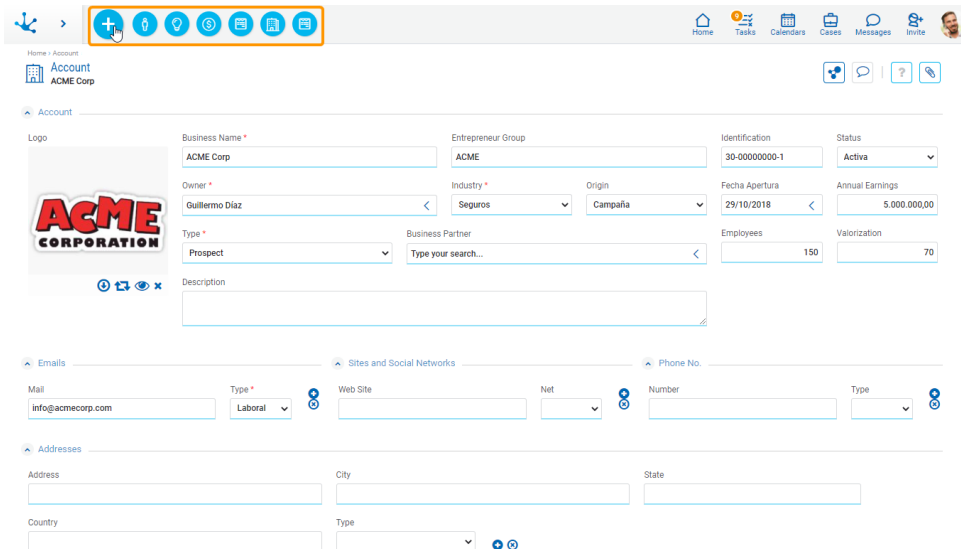 9
Home Tasks Calendars Cases Messages Invite
Home › Account
Account
ACME Corp
?
Account
Logo Business Name * Entrepreneur Group Identification Status
ACME Corp ACME 30-00000000-1 Activa
Owner * Industry * Origin Fecha Apertura Annual Earnings
Guillermo Díaz Seguros Campaña 29/10/2018 5.000.000,00
ACME
CORPORATION
Type * Business Partner Employees Valorization
Prospect Type your search... 150 70
Description
Emails Sites and Social Networks Phone No.
Mail Type * Web Site Net Number Type
info@acmecorp.com Laboral
Addresses
Address City State
Country Type